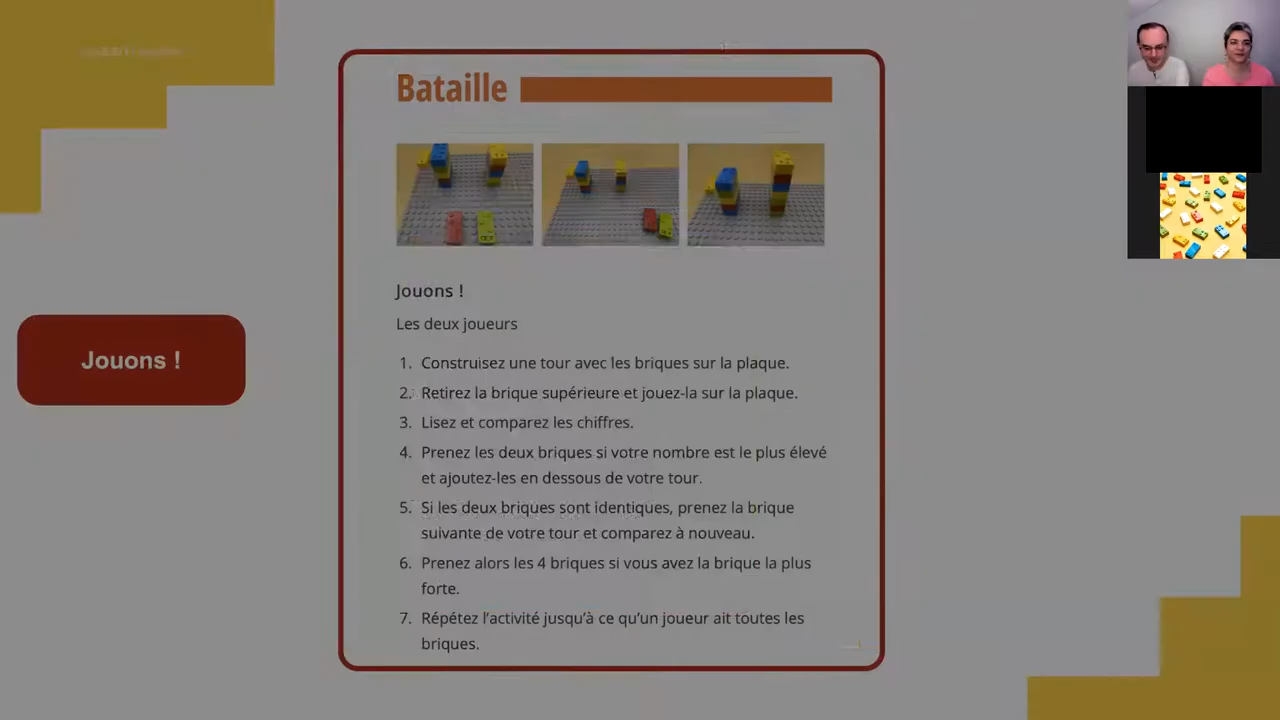 Bataille
Jouons !
Les deux joueurs
1. Construisez une tour avec les briques sur la plaque.
2. Retirez la brique supérieure et jouez-la sur la plaque.
3. Lisez et comparez les chiffres.
4. Prenez les deux briques si votre nombre est le plus élevé
et ajoutez-les en dessous de votre tour.
5. Si les deux briques sont identiques, prenez la brique
suivante de votre tour et comparez à nouveau.
6. Prenez alors les 4 briques si vous avez la brique la plus
forte.
7. Répétez l’activité jusqu’à ce qu’un joueur ait toutes les
briques.
Jouons !